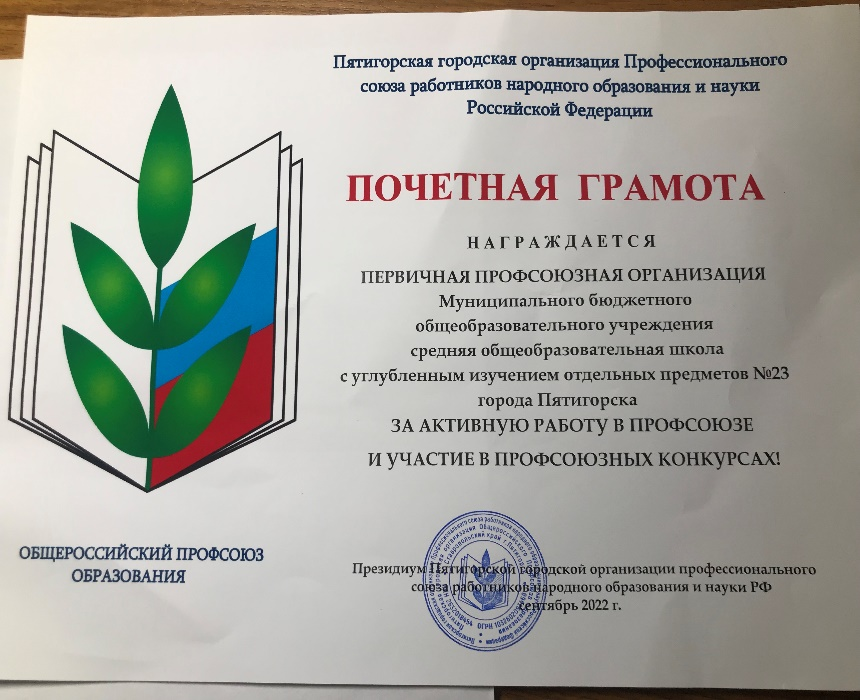 Пятигорская городская организация Профессионального
союза работников народного образования и науки
Российской Федерации
ПОЧЕТНАЯ ГРАМОТА
НАГРАЖДАЕТСЯ
ПЕРВИЧНАЯ ПРОФСОЮЗНАЯ ОРГАНИЗАЦИЯ
Муниципального бюджетного
общеобразовательного учреждения
средняя общеобразовательная школа
с углубленным изучением отдельных предметов №23
города Пятигорска
ЗА АКТИВНУЮ РАБОТУ В ПРОФСОЮЗЕ
И УЧАСТИЕ В ПРОФСОЮЗНЫХ КОНКУРСАХ!
ОБЩЕРОССИЙСКИЙ ПРОФСОЮЗ
ОБРАЗОВАНИЯ
Президиум Пятигорской городской организации профессионального
союза работников народного образования и науки РФ
сентябрь 2022 г.